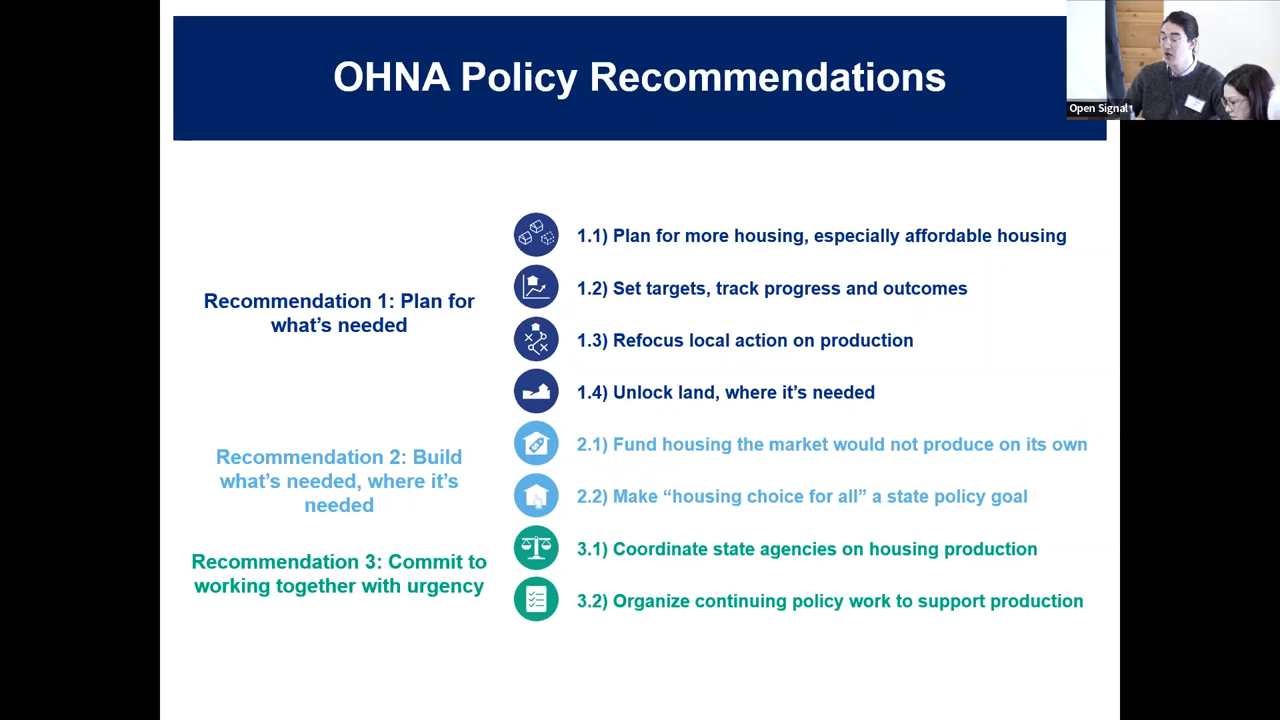 OHNA Policy Recommendations
Open Signal
Recommendation 1: Plan for
what’s needed
1.1) Plan for more housing, especially affordable housing
1.2) Set targets, track progress and outcomes
1.3) Refocus local action on production
1.4) Unlock land, where it’s needed
Recommendation 2: Build
what’s needed, where it’s
needed
2.1) Fund housing the market would not produce on its own
2.2) Make “housing choice for all” a state policy goal
Recommendation 3: Commit to
working together with urgency
3.1) Coordinate state agencies on housing production
3.2) Organize continuing policy work to support production